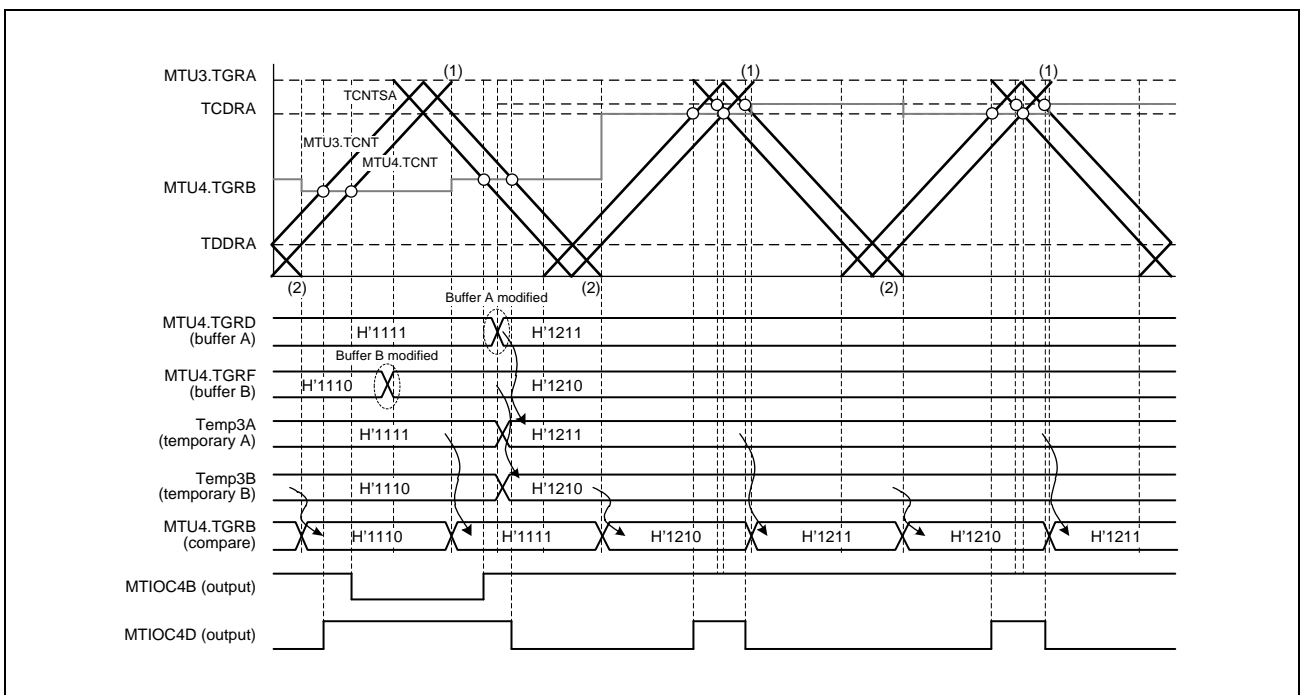 MTU3.TGRA
(1) (1) (1)
TCNTSA
TCDRA
MTU3.TCNT
MTU4.TCNT
MTU4.TGRB
TDDRA
(2) (2) (2)
Buffer A modified
MTU4.TGRD
(buffer A)
H'1111 H'1211
Buffer B modified
MTU4.TGRF
(buffer B)
H'1110 H'1210
Temp3A
(temporary A)
H'1111 H'1211
Temp3B
(temporary B)
H'1110 H'1210
MTU4.TGRB
(compare)
H'1110 H'1111 H'1210 H'1211 H'1210 H'1211
MTIOC4B (output)
MTIOC4D (output)